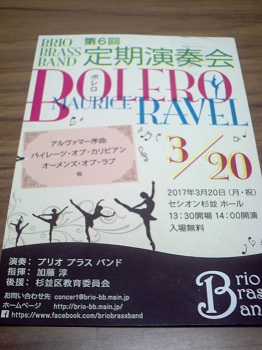 BRIO
BRASS
BAND
第6回
定期演奏会
BOLERO
ボレロ
MAURICE
RAVEL
アルヴァマー序曲
パイレーツ・オブ・カリビアン
オーメンズ・オブ・ラブ
他
3/20
2017年3月20日(月・祝)
セシオン杉並 ホール
13:30開場 14:00開演
入場無料
演奏:ブリオ ブラス バンド
指揮:加藤 淳
後援:杉並区教育委員会
お問い合わせ先 concert@brio-bb.main.jp
ホームページ http://brio-bb.main.jp/
https://www.facebook.com/briobrassband
Brio
Brass
Band